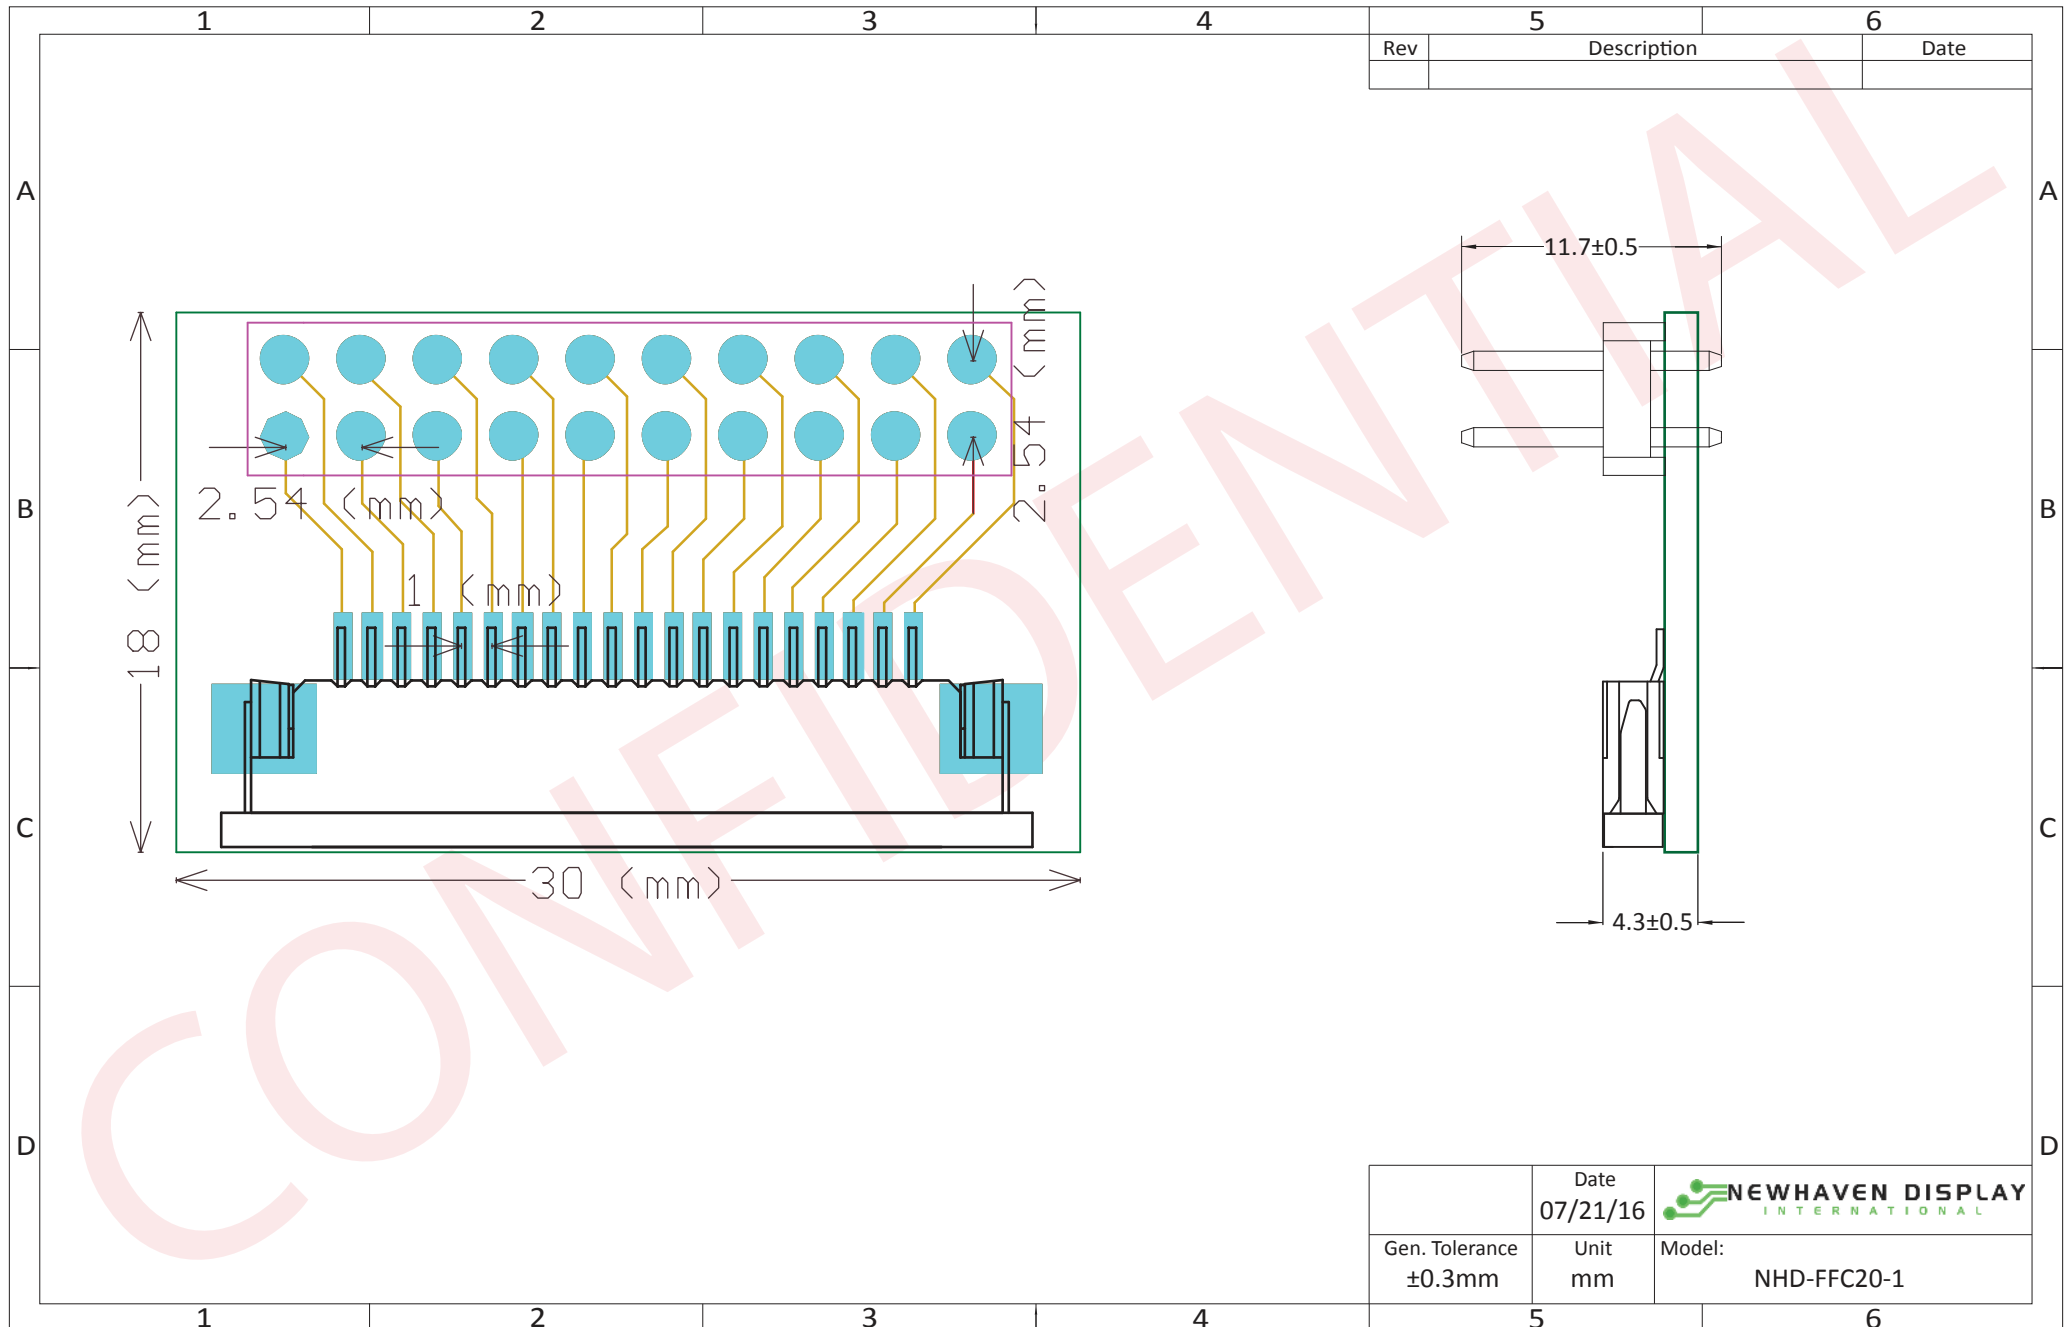 1 2 3 4 5 6
Rev Description Date
A A
11.7±0.5
2.54 (mm)
2.54 (mm)
18 (mm)
B B
1 (mm)
C C
30 (mm)
4.3±0.5
CONFIDENTIAL
D D
Date
07/21/16
NEWHAVEN DISPLAY
INTERNATIONAL
Gen. Tolerance Unit Model:
±0.3mm mm NHD-FFC20-1
1 2 3 4 5 6